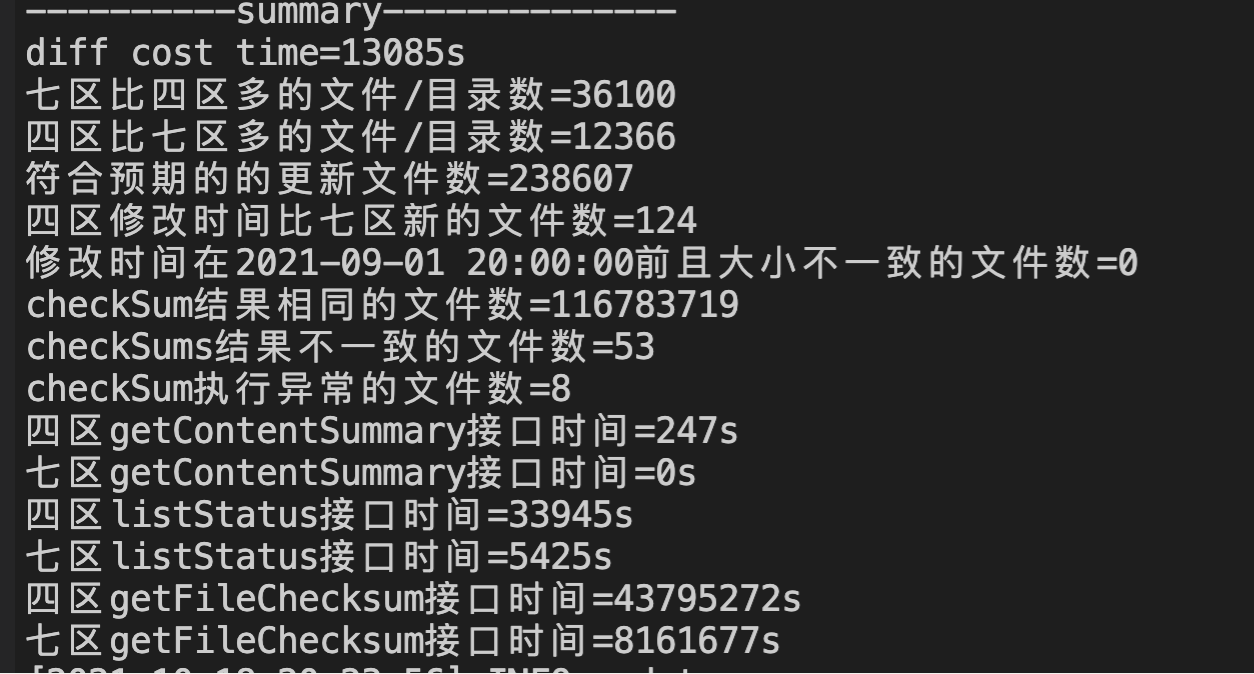 ----------summary--------------
diff cost time=13085s
七区比四区多的文件/目录数=36100
四区比七区多的文件/目录数=12366
符合预期的的更新文件数=238607
四区修改时间比七区新的文件数=124
修改时间在2021-09-01 20:00:00前且大小不一致的文件数=0
checkSum结果相同的文件数=116783719
checkSums结果不一致的文件数=53
checkSum执行异常的文件数=8
四区getContentSummary接口时间=247s
七区getContentSummary接口时间=0s
四区listStatus接口时间=33945s
七区listStatus接口时间=5425s
四区getFileChecksum接口时间=43795272s
七区getFileChecksum接口时间=8161677s